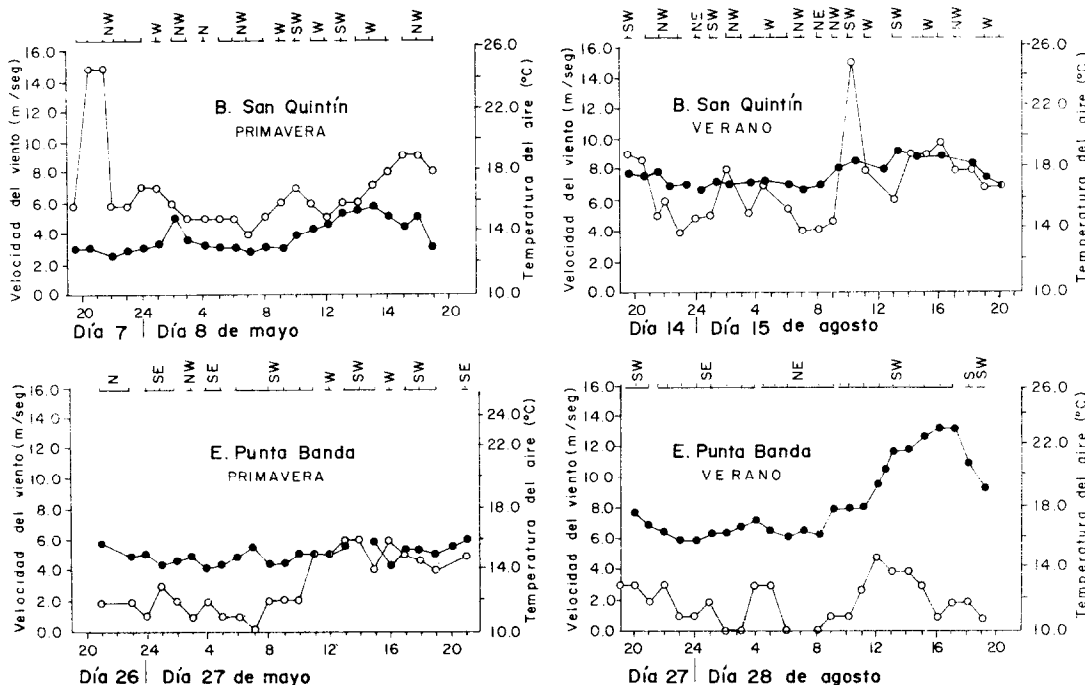 NW W NW N NW W SW W SW W NW
SW NW NE SW NW W NW NE NW SW W SW W NW W
16.0 14.0 12.0 10.0 8.0 6.0 4.0 2.0 0.0
Velocidad del viento (m/seg)
B. San Quintín
PRIMAVERA
26.0 22.0 18.0 14.0 10.0
Temperatura del aire (°C)
20 24 4 8 12 16 20
Día 7 Día 8 de mayo
16.0 14.0 12.0 10.0 8.0 6.0 4.0 2.0 0.0
Velocidad del viento (m/seg)
B. San Quintín
VERANO
26.0 22.0 18.0 14.0 10.0
Temperatura del aire (°C)
20 24 4 8 12 16 20
Día 14 Día 15 de agosto
N SE NW SE NW W SW W SW SE
SW SE NE SW S SW
16.0 14.0 12.0 10.0 8.0 6.0 4.0 2.0 0.0
Velocidad del viento (m/seg)
E. Punta Banda
PRIMAVERA
24.0 22.0 18.0 14.0 10.0
Temperatura del aire (°C)
20 24 4 8 12 16 20
Día 26 Día 27 de mayo
16.0 14.0 12.0 10.0 8.0 6.0 4.0 2.0 0.0
Velocidad del viento (m/seg)
E. Punta Banda
VERANO
26.0 22.0 18.0 14.0 10.0
Temperatura del aire (°C)
20 24 4 8 12 16 20
Día 27 Día 28 de agosto